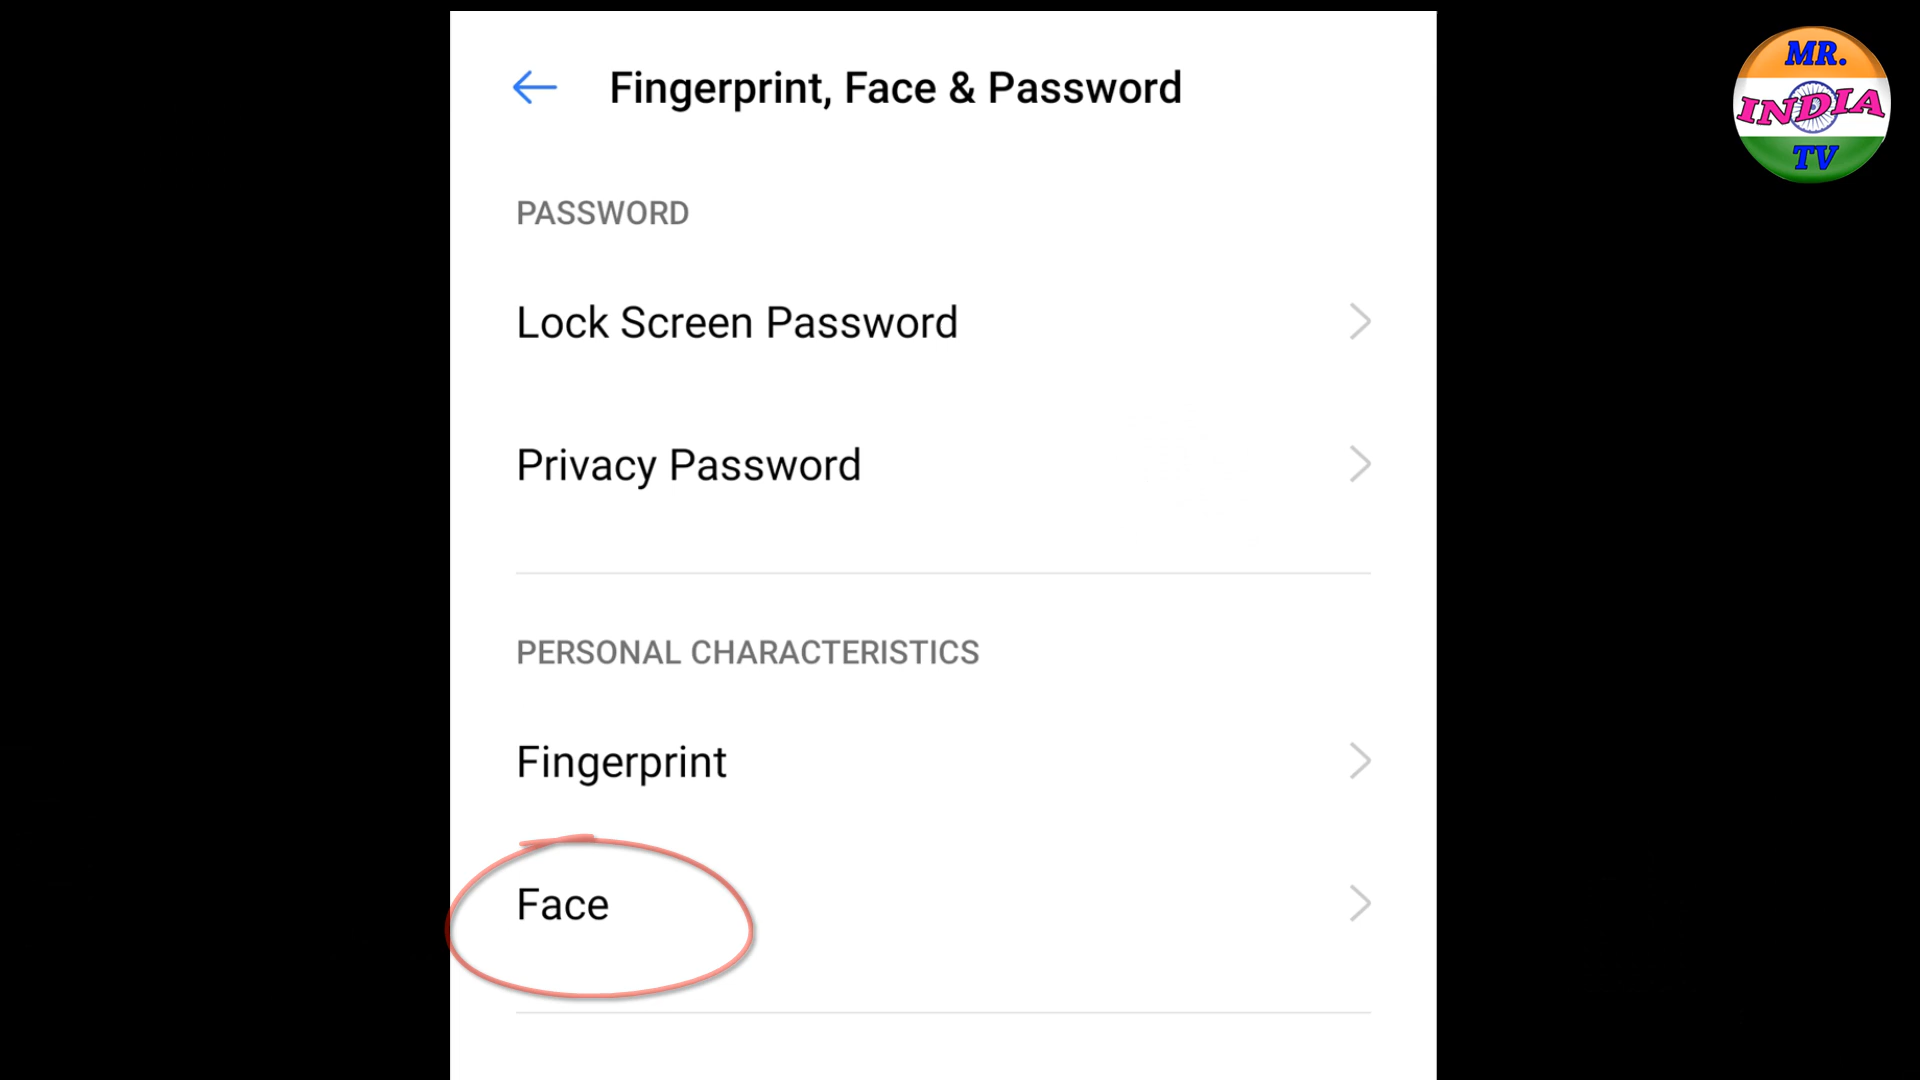 Fingerprint, Face & Password
MR.
INDIA
TV
PASSWORD
Lock Screen Password
Privacy Password
PERSONAL CHARACTERISTICS
Fingerprint
Face